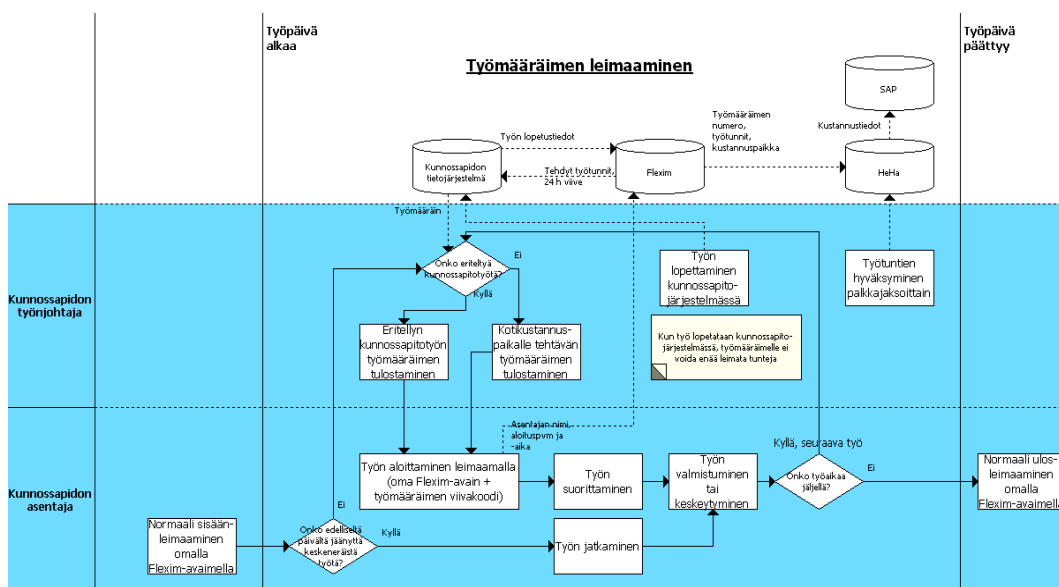 Työpäivä
alkaa
Työpäivä
päättyy
Työmääräimen leimaaminen
SAP
Työmääräimen
numero,
työtunnit,
kustannuspaikka
Kustannustiedot
Työn lopetustiedot
Kunnossapidon
tietojärjestelmä
Tehdyt työtunnit,
24 h viive
Flexim
HeHa
Työmääräin
Kunnossapidon
työnjohtaja
Onko eriteltyä
kunnossapitotyötä?
Ei
Kyllä
Työn
lopettaminen
kunnossapito-
järjestelmässä
Työtuntien
hyväksyminen
palkkajaksoittain
Eritellyn
kunnossapitotyön
työmääräimen
tulostaminen
Kotikustannus-
paikalle tehtävän
työmääräimen
tulostaminen
Kun työ lopetataan kunnossapito-
järjestelmässä, työmääräimelle ei
voida enää leimata tunteja
Kunnossapidon
asentaja
Asentajan nimi,
aloituspvm ja
-aika
Kyllä, seuraava työ
Työn aloittaminen leimaamalla
(oma Flexim-avain +
työmääräimen viivakoodi)
Työn
suorittaminen
Työn
valmistuminen
tai
keskeytyminen
Onko työaikaa
jäljellä?
Ei
Normaali ulos-
leimaaminen
omalla
Flexim-avaimella
Ei
Normaali sisään-
leimaaminen
omalla
Flexim-avaimella
Onko edelliseltä
päivältä jäänyttä
keskeneräistä
työtä?
Kyllä
Työn jatkaminen